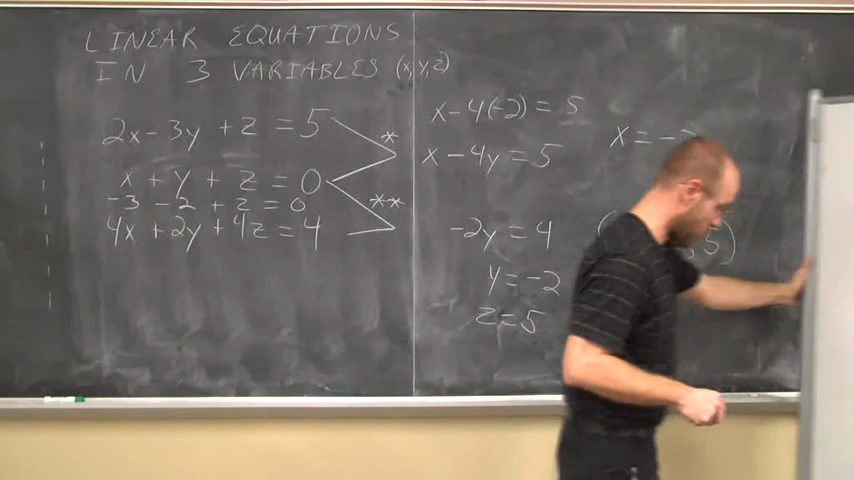 LINEAR EQUATIONS
IN 3 VARIABLES (x,y,z)
2x-3y+z=5
*
x+y+z=0
-3-2+z=0
**
4x+2y+4z=4
x-4(-2)=5
x-4y=5
-2y=4
y=-2
z=5
x=-
(
,5)